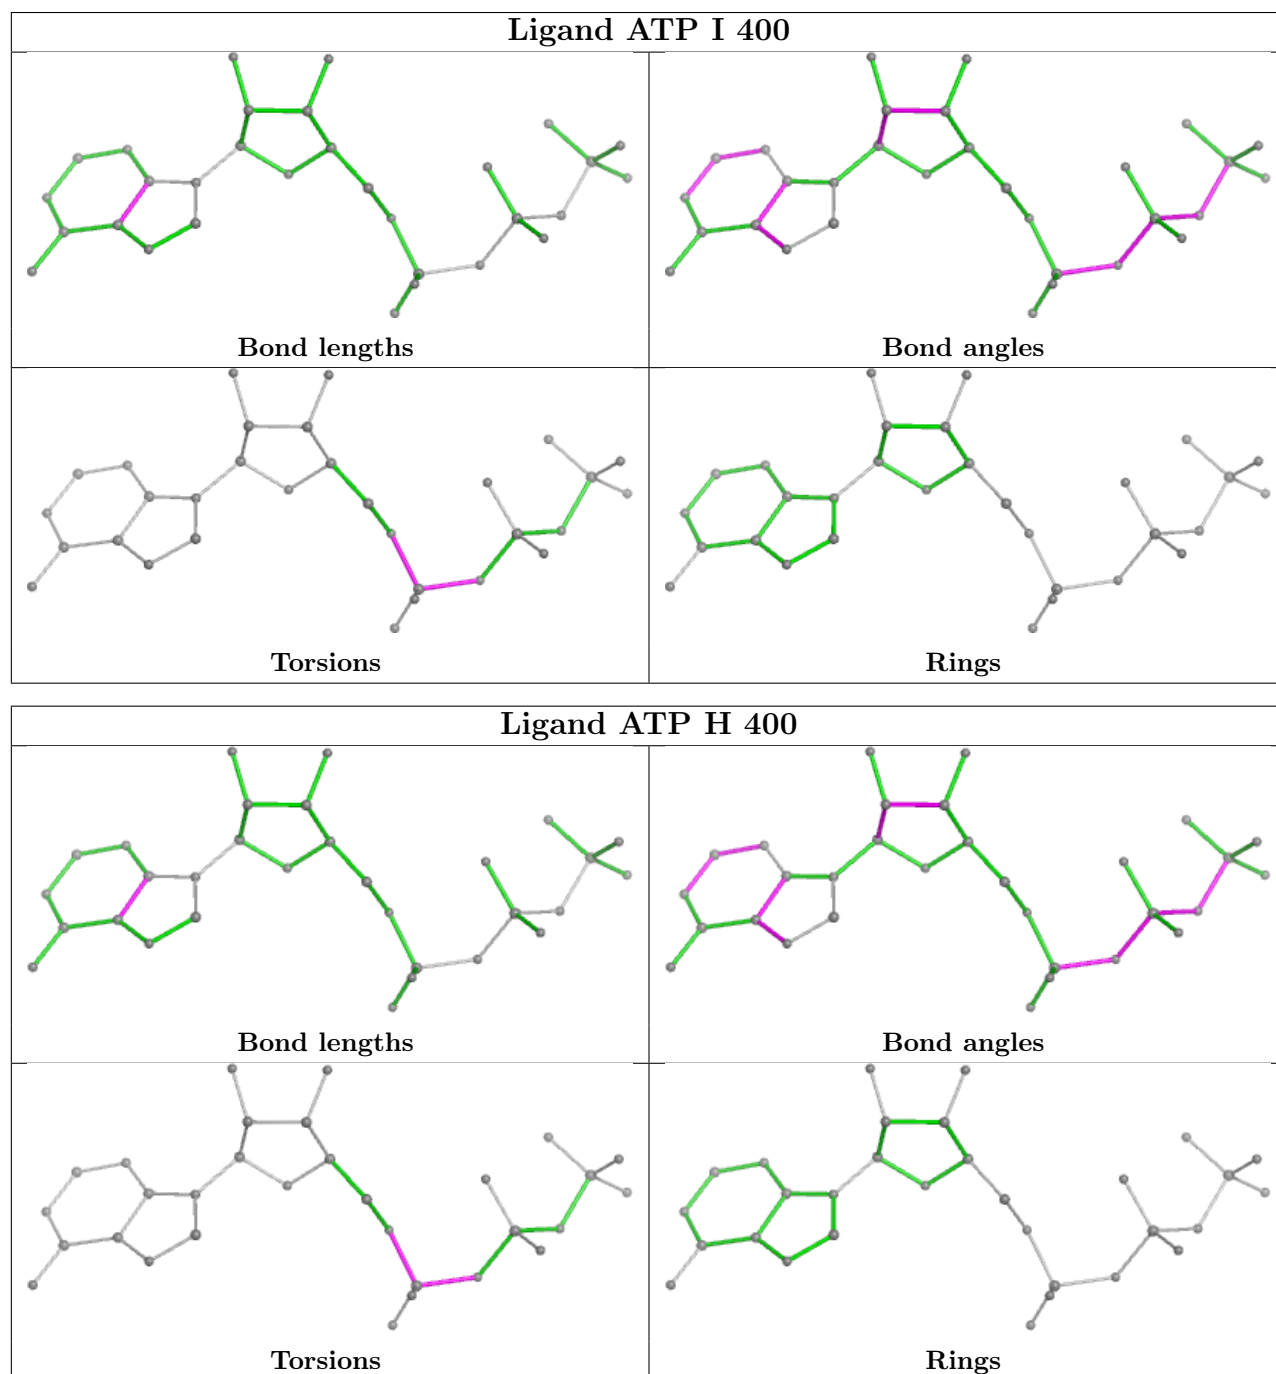 Ligand ATP I 400
Bond lengths
Bond angles
Torsions
Rings
Ligand ATP H 400
Bond lengths
Bond angles
Torsions
Rings